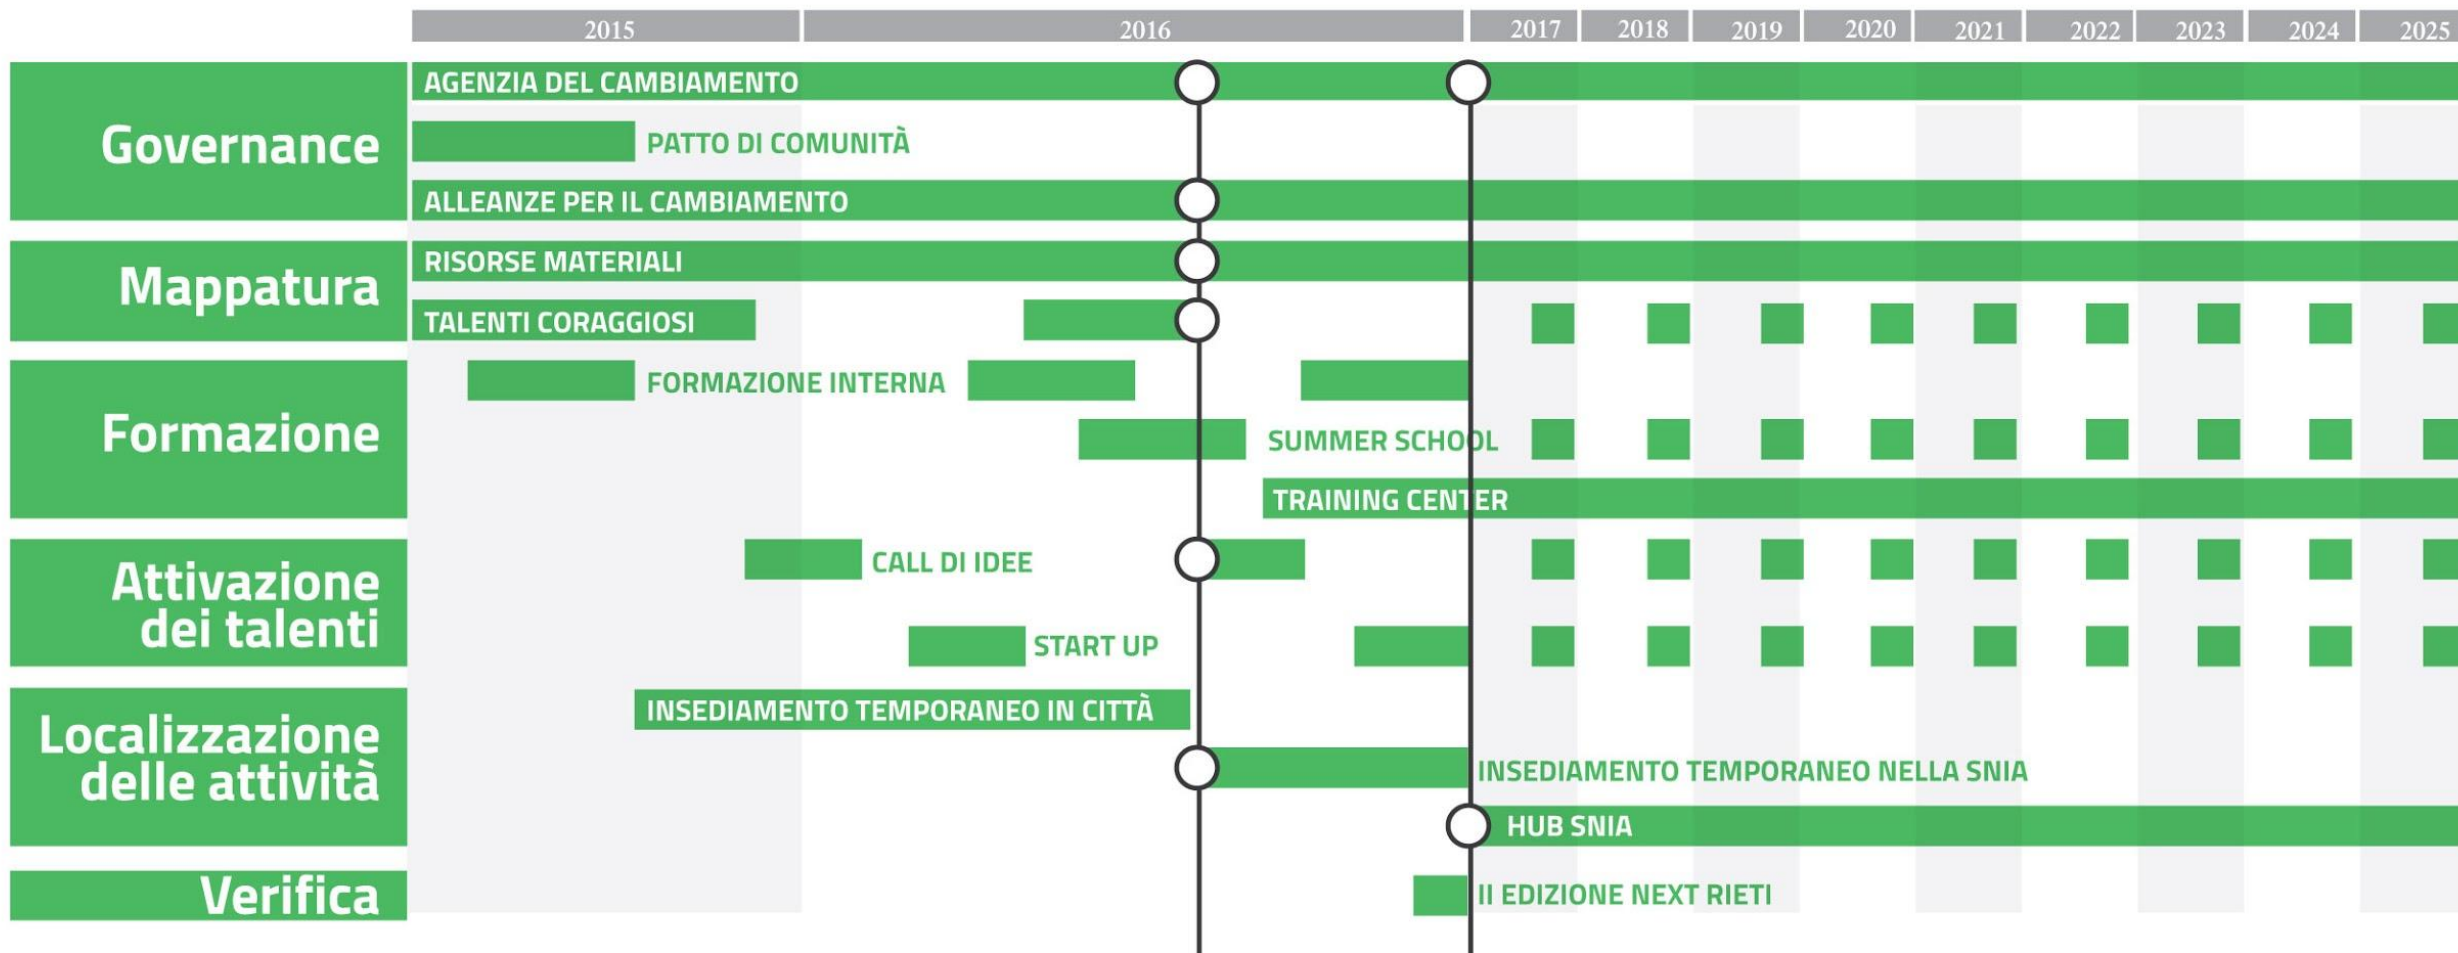 2015 2016 2017 2018 2019 2020 2021 2022 2023 2024 2025
Governance
AGENZIA DEL CAMBIAMENTO
PATTO DI COMUNITÀ
ALLEANZE PER IL CAMBIAMENTO
Mappatura
RISORSE MATERIALI
TALENTI CORAGGIOSI
Formazione
FORMAZIONE INTERNA
SUMMER SCHOOL
TRAINING CENTER
Attivazione
dei talenti
CALL DI IDEE
START UP
Localizzazione
delle attività
INSEDIAMENTO TEMPORANEO IN CITTÀ
INSEDIAMENTO TEMPORANEO NELLA SNIA
HUB SNIA
Verifica
II EDIZIONE NEXT RIETI